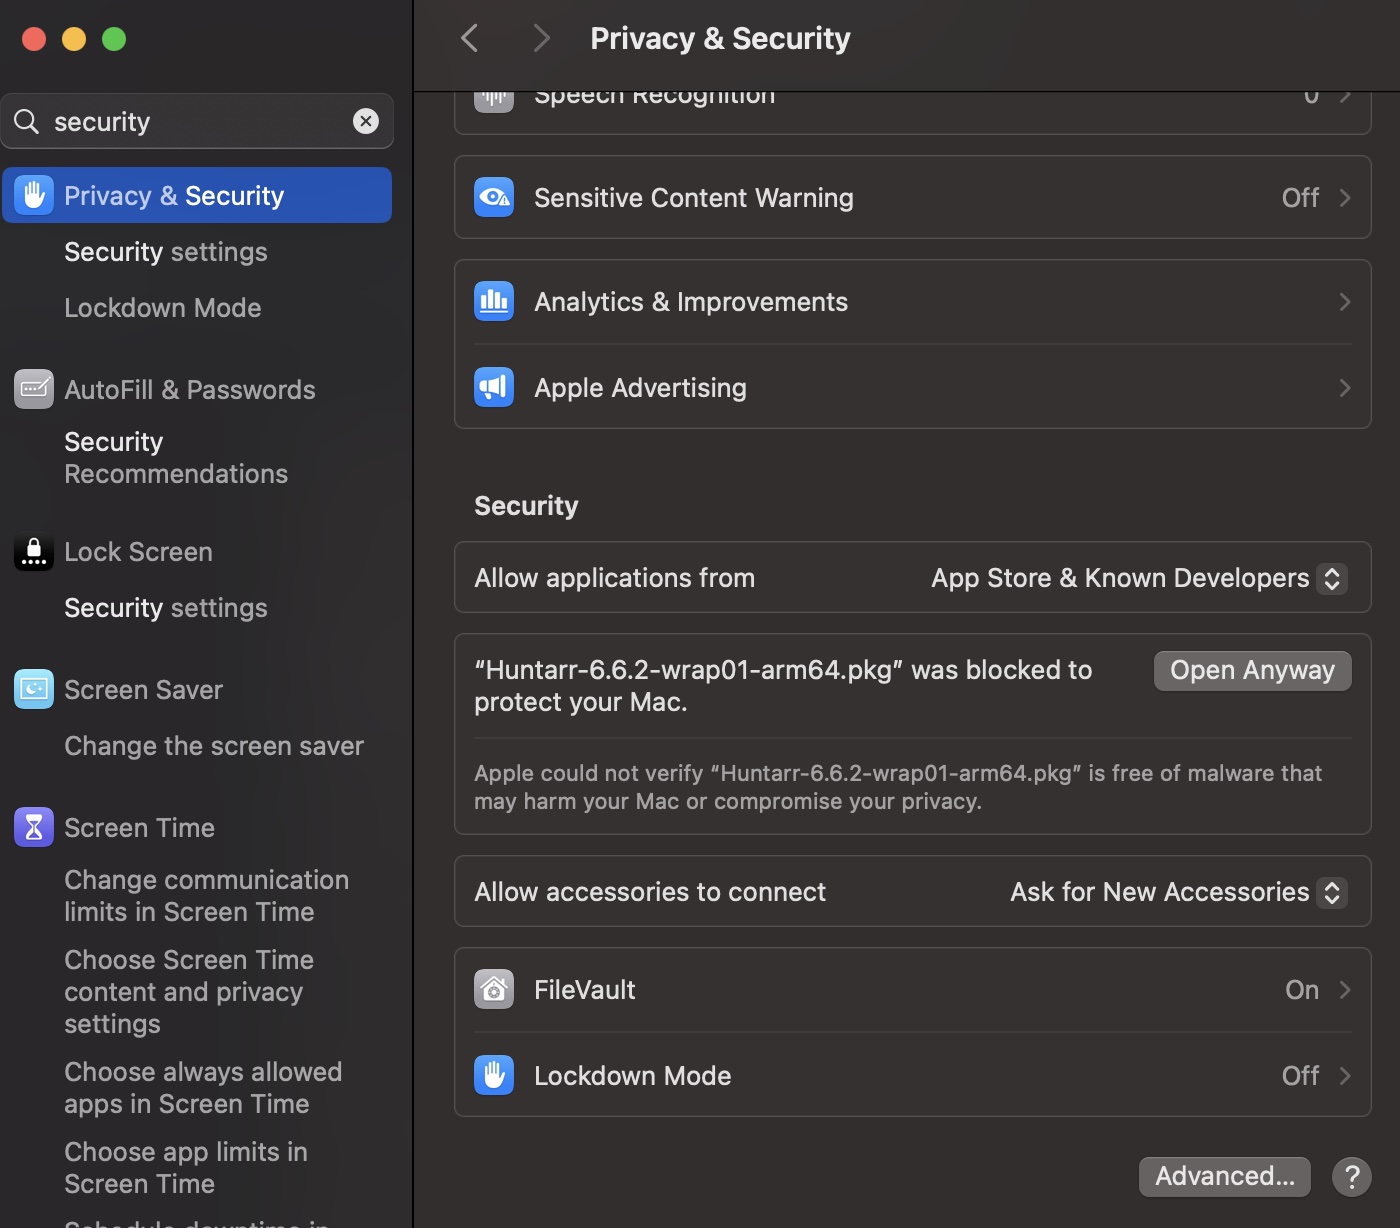 security
Privacy & Security
Security settings
Lockdown Mode
AutoFill & Passwords
Security
Recommendations
Lock Screen
Security settings
Screen Saver
Change the screen saver
Screen Time
Change communication
limits in Screen Time
Choose Screen Time
content and privacy
settings
Choose always allowed
apps in Screen Time
Choose app limits in
Screen Time
Schedule downtime in
Privacy & Security
Speech Recognition 0
Sensitive Content Warning Off
Analytics & Improvements
Apple Advertising
Security
Allow applications from App Store & Known Developers
“Huntarr-6.6.2-wrap01-arm64.pkg” was blocked to
protect your Mac.
Open Anyway
Apple could not verify “Huntarr-6.6.2-wrap01-arm64.pkg” is free of malware that
may harm your Mac or compromise your privacy.
Allow accessories to connect Ask for New Accessories
FileVault On
Lockdown Mode Off
Advanced... ?